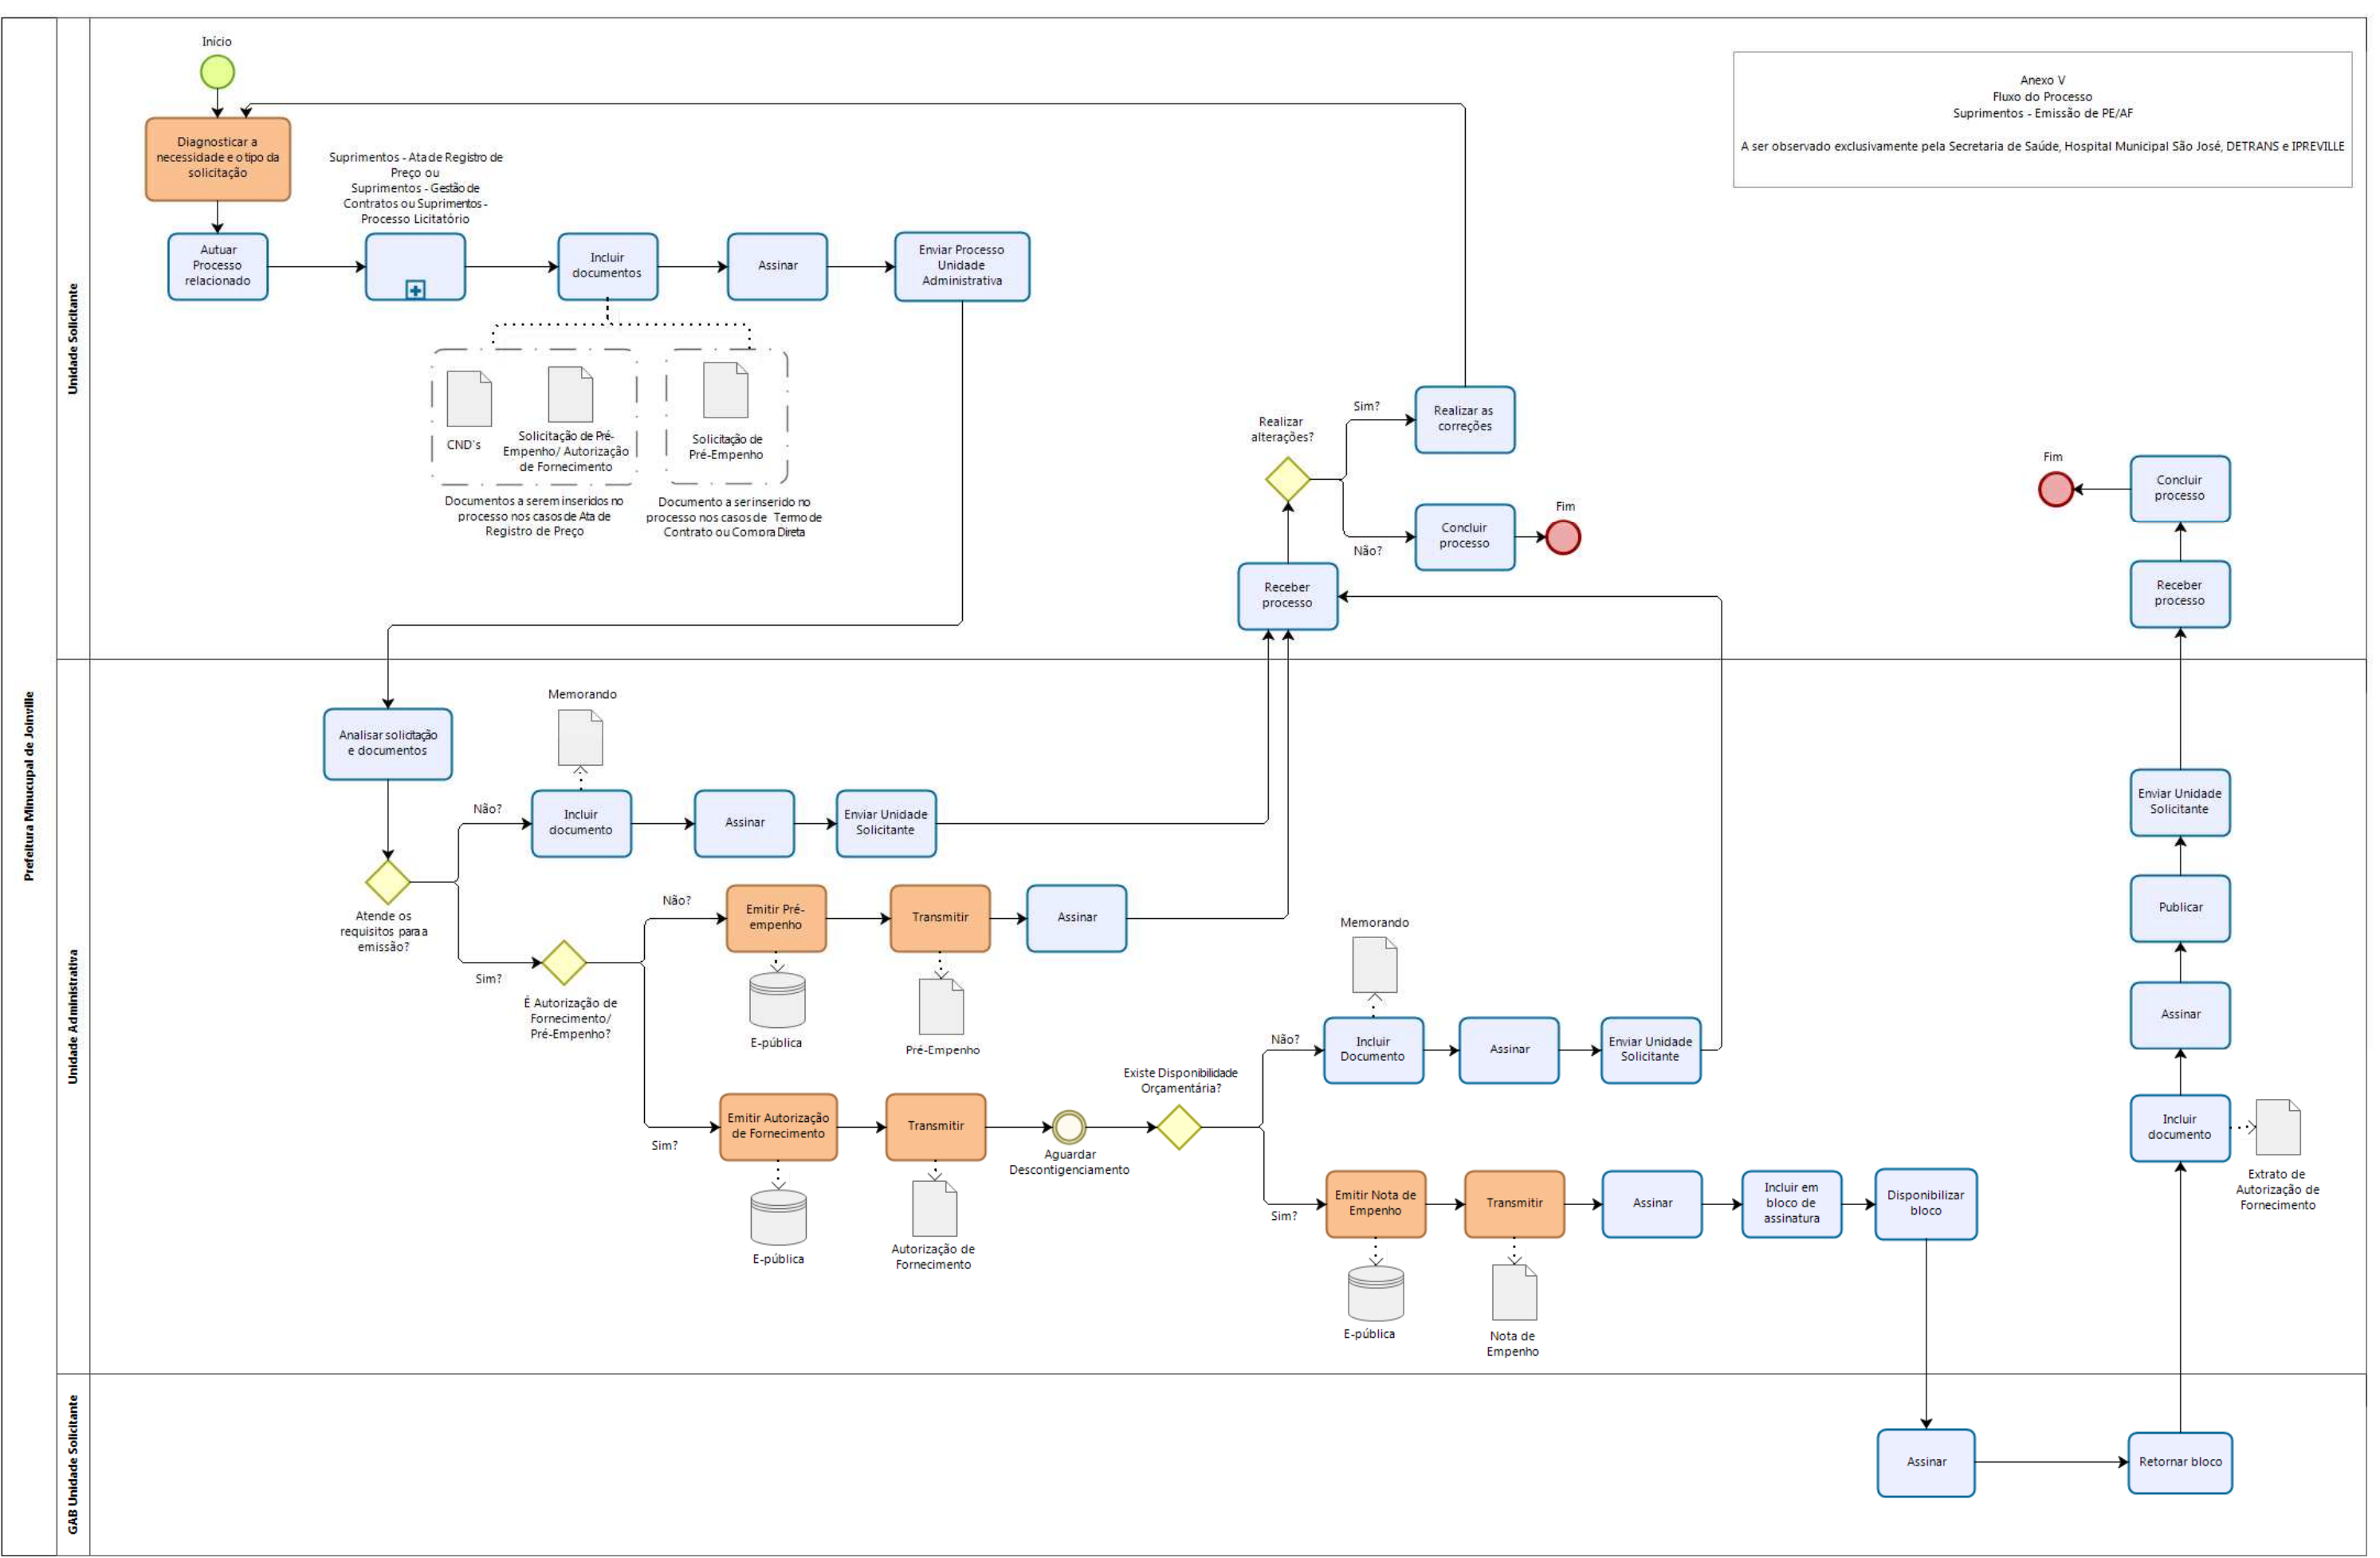 Prefeitura Minucupal de Joinville
Unidade Solicitante
Início
Anexo V
Fluxo do Processo
Suprimentos - Emissão de PE/AF
A ser observado exclusivamente pela Secretaria de Saúde, Hospital Municipal São José, DETRANS e IPREVILLE
Diagnosticar a
necessidade e o tipo da
solicitação
Suprimentos - Ata de Registro de
Preço ou
Suprimentos - Gestão de
Contratos ou Suprimentos -
Processo Licitatório
Autuar
Processo
relacionado
Incluir
documentos
Assinar
Enviar Processo
Unidade
Administrativa
CND's
Solicitação de Pré-
Empenho/ Autorização
de Fornecimento
Solicitação de
Pré-Empenho
Documentos a serem inseridos no
processo nos casos de Ata de
Registro de Preço
Documento a ser inserido no
processo nos casos de Termo de
Contrato ou Compra Direta
Realizar
alterações?
Sim?
Realizar as
correções
Não?
Concluir
processo
Fim
Receber
processo
Fim
Concluir
processo
Receber
processo
Unidade Administrativa
Analisar solicitação
e documentos
Memorando
Não?
Incluir
documento
Assinar
Enviar Unidade
Solicitante
Atende os
requisitos para a
emissão?
Sim?
É Autorização de
Fornecimento/
Pré-Empenho?
Não?
Emitir Pré-
empenho
Transmitir
Assinar
E-pública
Pré-Empenho
Sim?
Emitir Autorização
de Fornecimento
Transmitir
E-pública
Autorização de
Fornecimento
Aguardar
Descontigenciamento
Existe Disponibilidade
Orçamentária?
Não?
Memorando
Incluir
Documento
Assinar
Enviar Unidade
Solicitante
Sim?
Emitir Nota de
Empenho
Transmitir
Assinar
Incluir em
bloco de
assinatura
Disponibilizar
bloco
E-pública
Nota de
Empenho
Enviar Unidade
Solicitante
Publicar
Assinar
Incluir
documento
Extrato de
Autorização de
Fornecimento
GAB Unidade Solicitante
Assinar
Retornar bloco